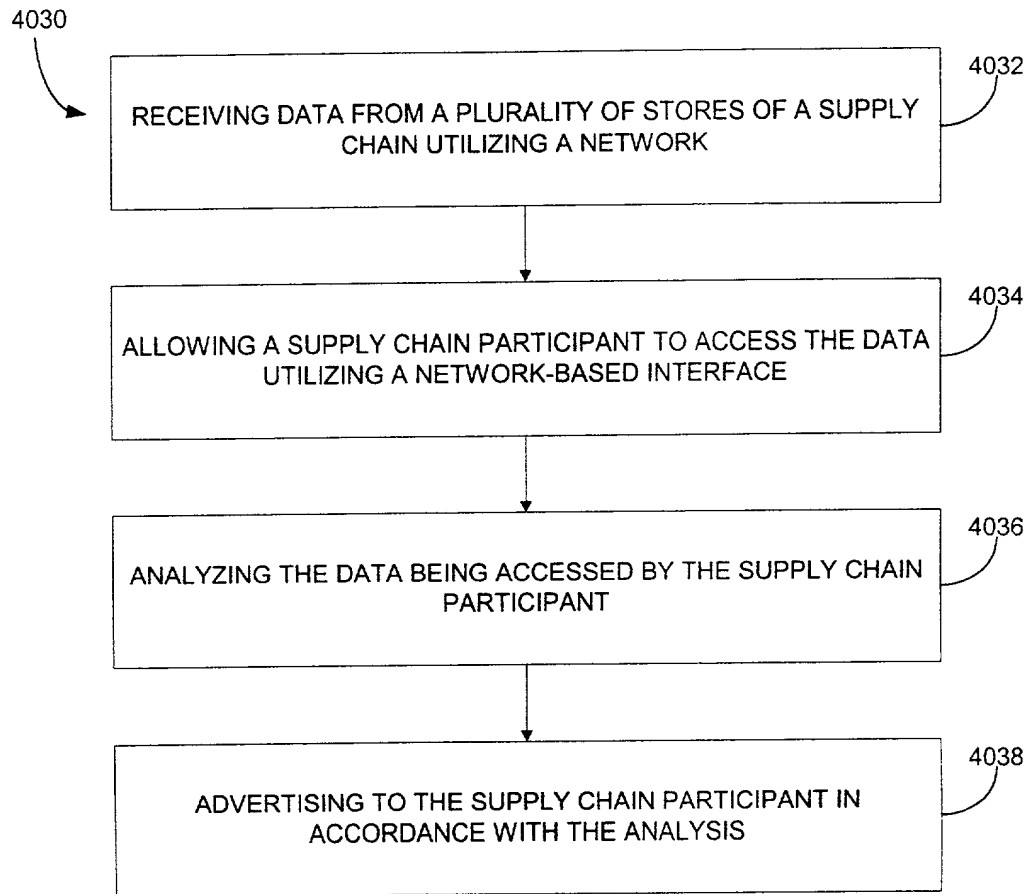 4030
4032
RECEIVING DATA FROM A PLURALITY OF STORES OF A SUPPLY
CHAIN UTILIZING A NETWORK
4034
ALLOWING A SUPPLY CHAIN PARTICIPANT TO ACCESS THE DATA
UTILIZING A NETWORK-BASED INTERFACE
4036
ANALYZING THE DATA BEING ACCESSED BY THE SUPPLY CHAIN
PARTICIPANT
4038
ADVERTISING TO THE SUPPLY CHAIN PARTICIPANT IN
ACCORDANCE WITH THE ANALYSIS